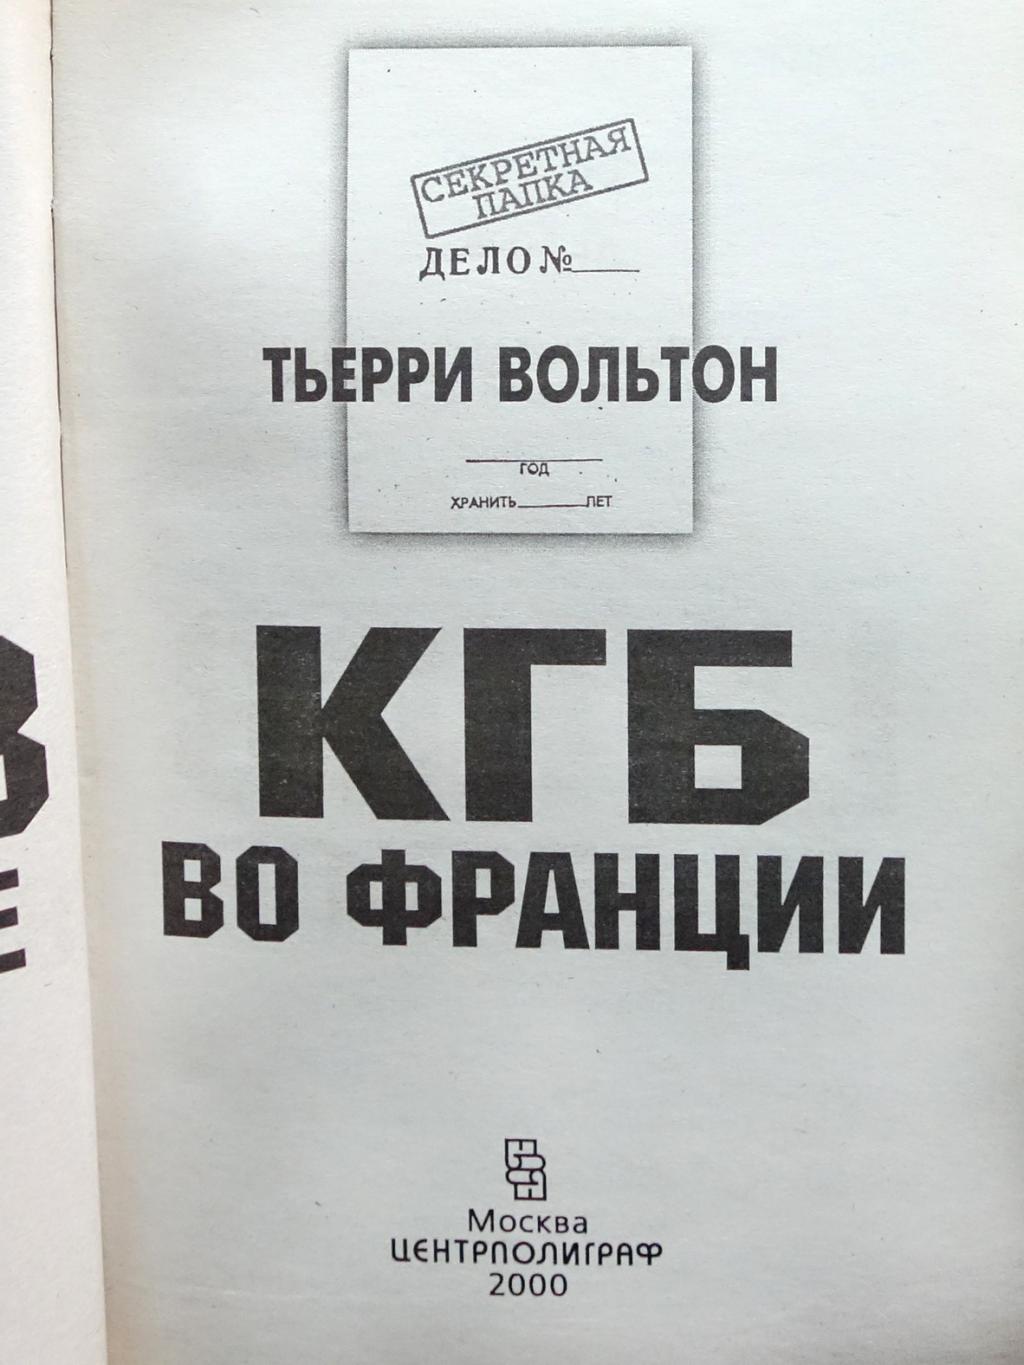 СЕКРЕТНАЯ
ПАПКА
ДЕЛО №
ТЬЕРРИ ВОЛЬТОН
ГОД
ХРАНИТЬ ЛЕТ
КГБ
ВО ФРАНЦИИ
Москва
ЦЕНТРПОЛИГРАФ
2000